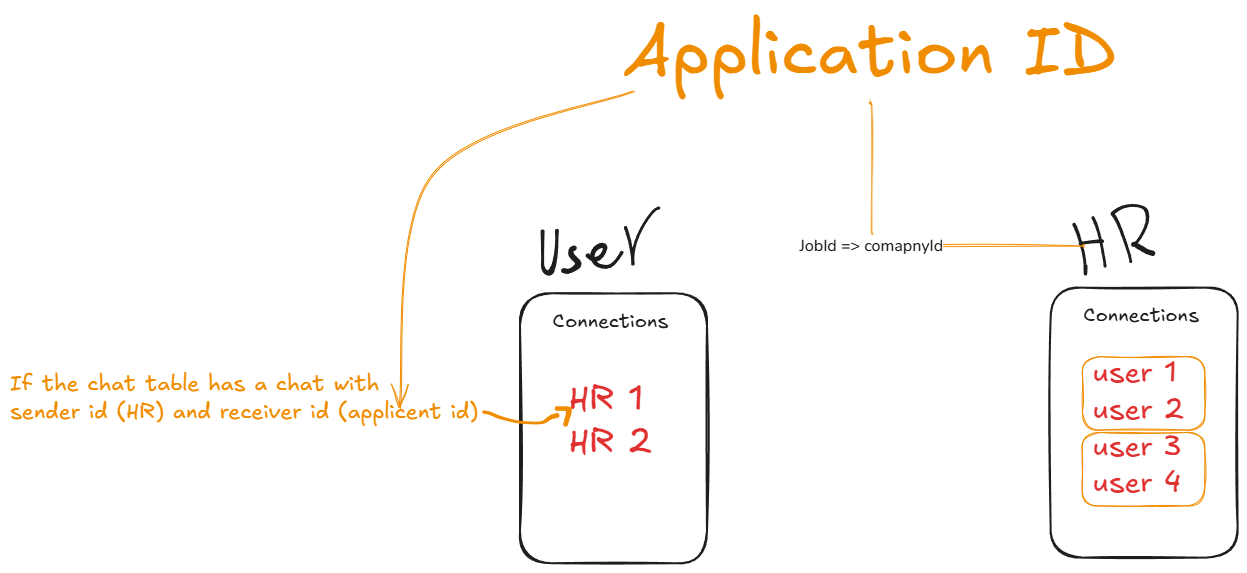 Application ID
User
JobId => comapnyId
HR
Connections
Connections
If the chat table has a chat with
sender id (HR) and receiver id (applicent id)
HR 1
HR 2
user 1
user 2
user 3
user 4